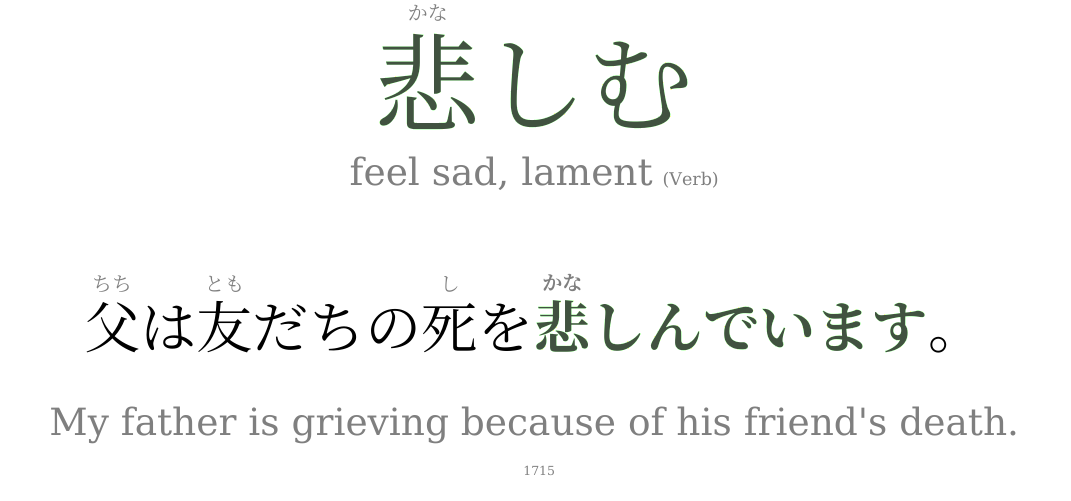 かな
悲しむ
feel sad, lament (Verb)
ちち とも し かな
父は友だちの死を悲しんでいます。
My father is grieving because of his friend's death.
1715